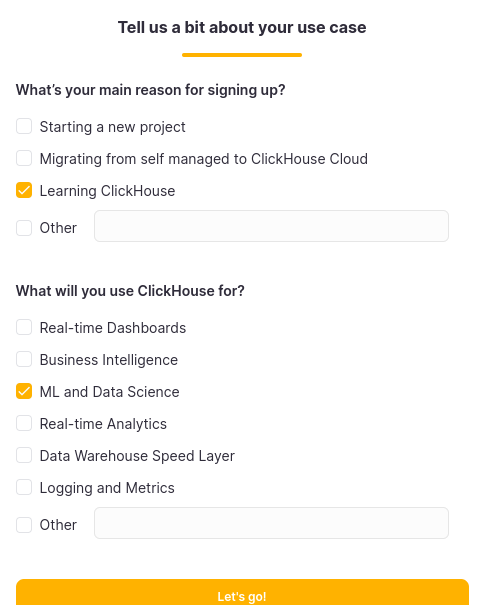 Tell us a bit about your use case
What's your main reason for signing up?
Starting a new project
Migrating from self managed to ClickHouse Cloud
Learning ClickHouse
Other
What will you use ClickHouse for?
Real-time Dashboards
Business Intelligence
ML and Data Science
Real-time Analytics
Data Warehouse Speed Layer
Logging and Metrics
Other
Let's go!